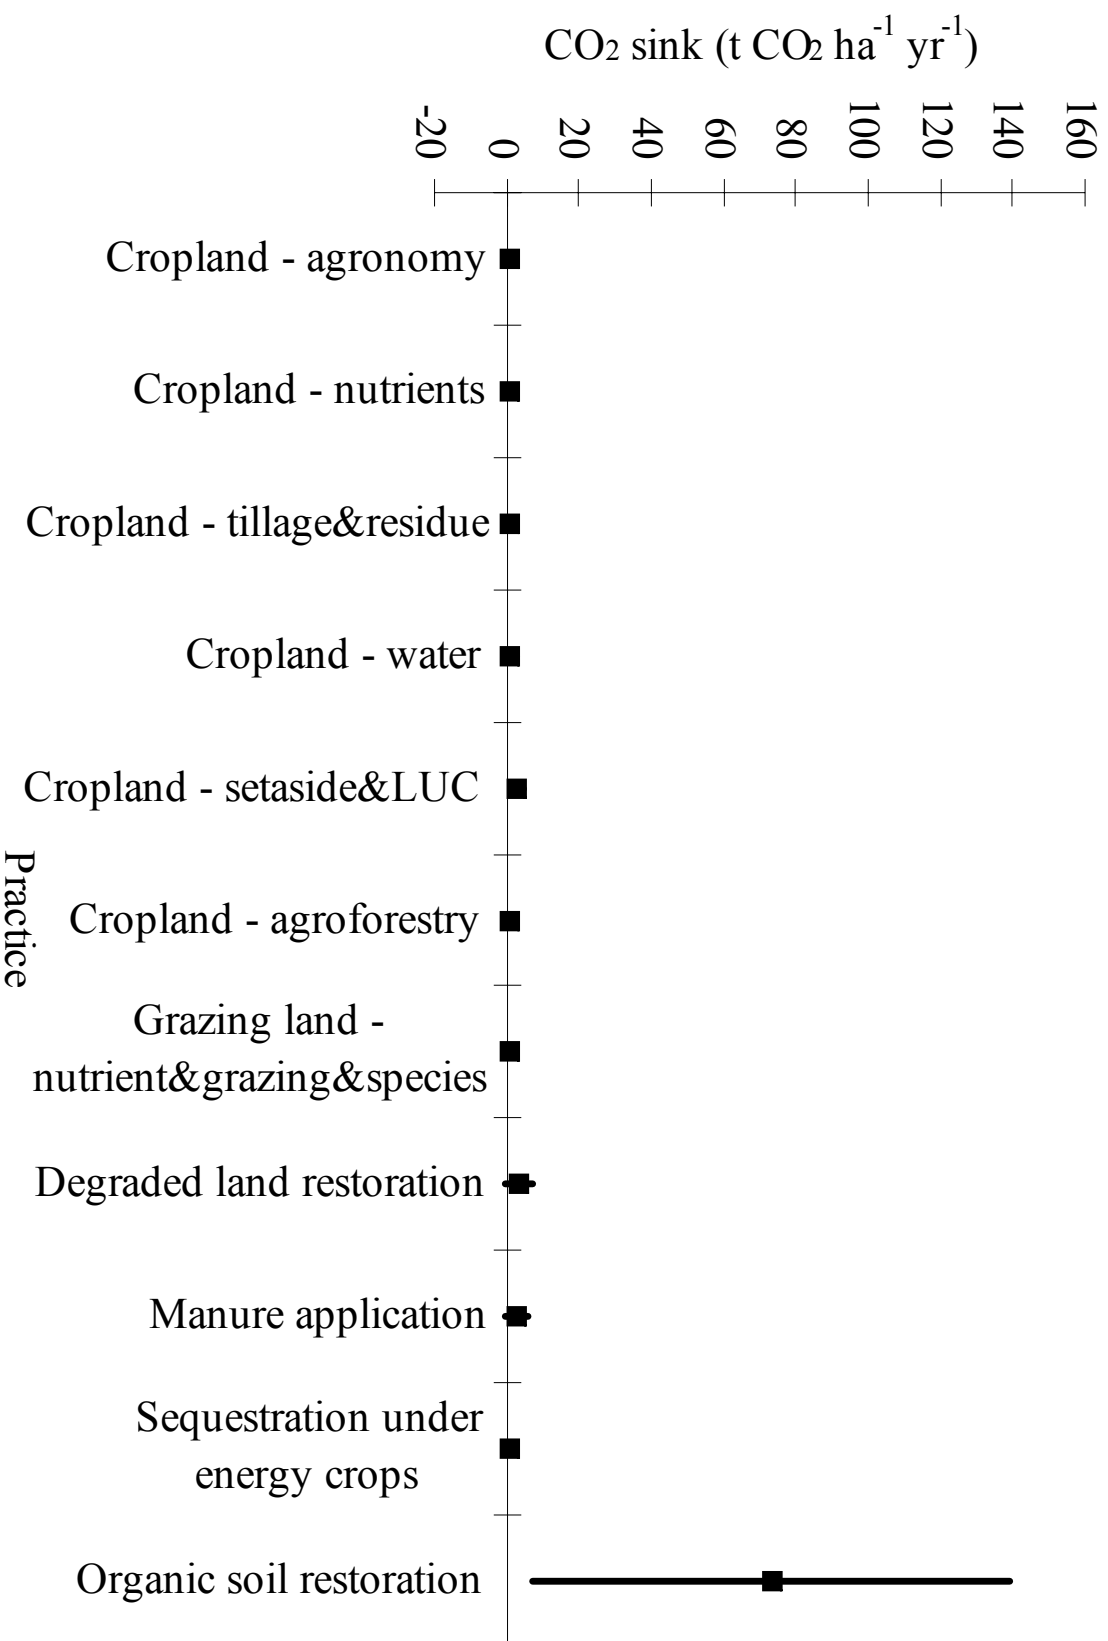 CO2 sink (t CO2 ha-1 yr-1)
-20
0
20
40
60
80
100
120
140
160
Cropland - agronomy
Cropland - nutrients
Cropland - tillage&residue
Cropland - water
Cropland - setaside&LUC
Cropland - agroforestry
Grazing land -
nutrient&grazing&species
Degraded land restoration
Manure application
Sequestration under
energy crops
Organic soil restoration
Practice